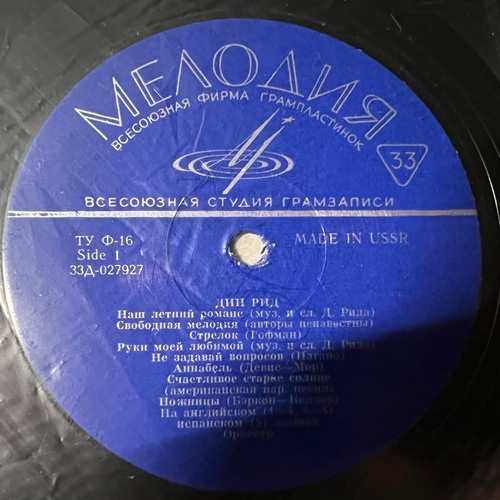 МЕЛОДИЯ
ВСЕСОЮЗНАЯ ФИРМА ГРАМПЛАСТИНОК
33
ВСЕСОЮЗНАЯ СТУДИЯ ГРАМЗАПИСИ
ТУ Ф-16
Side 1
33Д-027927
MADE IN USSR
ДИН РИД
Наш летний романс (муз. и сл. Д. Рида)
Свободная мелодия (авторы неизвестны)
Стрелок (Гофман)
Руки моей любимой (муз. и сл. Д. Рида)
Не задавай вопросов
Аннабель (Девис—Мор)
Счастливое старое солнце
(американская нар. песня)
Ножницы
На английском
испанском
Оркестр